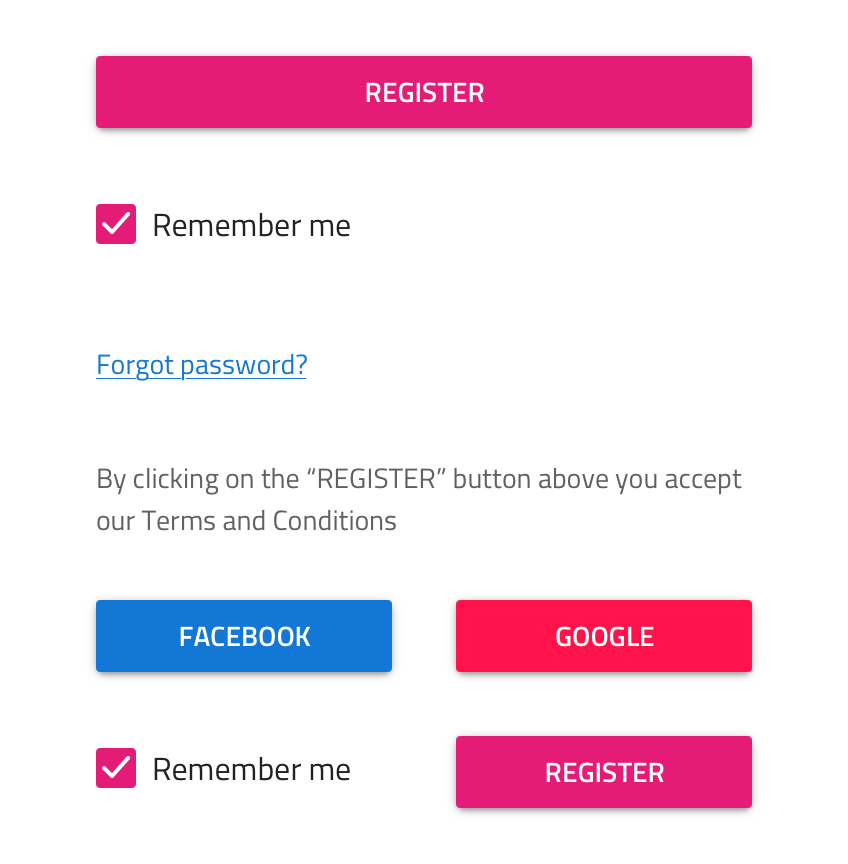 REGISTER
Remember me
Forgot password?
By clicking on the “REGISTER” button above you accept
our Terms and Conditions
FACEBOOK
GOOGLE
Remember me
REGISTER